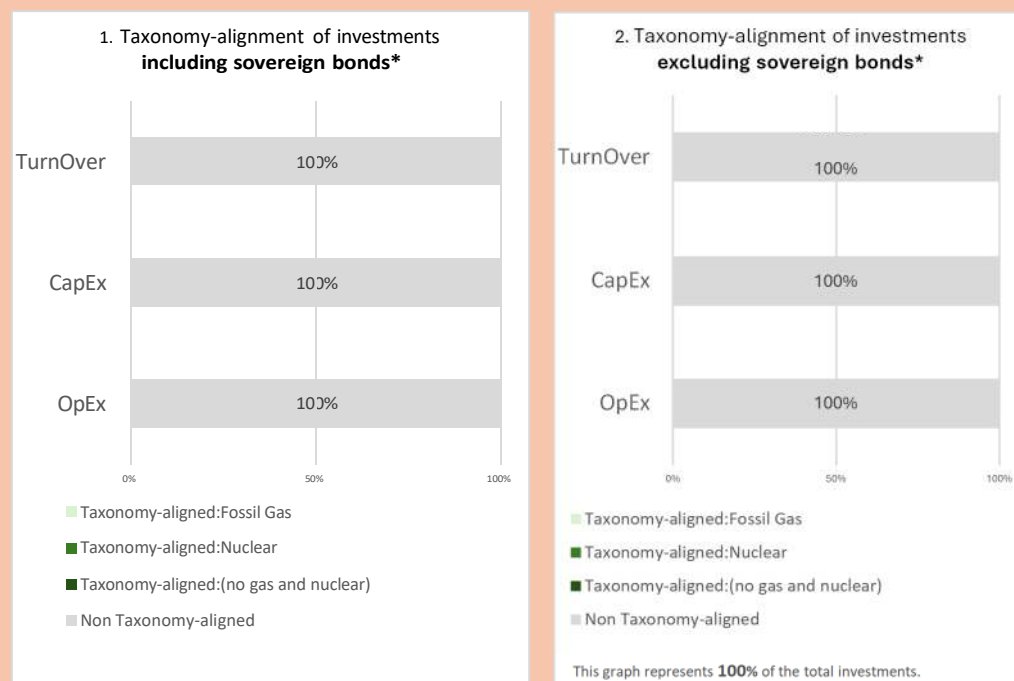 1. Taxonomy-alignment of investments
including sovereign bonds*
TurnOver
100%
CapEx
100%
OpEx
100%
0%
50%
100%
Taxonomy-aligned:Fossil Gas
Taxonomy-aligned:Nuclear
Taxonomy-aligned:(no gas and nuclear)
Non Taxonomy-aligned
2. Taxonomy-alignment of investments
excluding sovereign bonds*
TurnOver
100%
CapEx
100%
OpEx
100%
0%
50%
100%
Taxonomy-aligned:Fossil Gas
Taxonomy-aligned:Nuclear
Taxonomy-aligned:(no gas and nuclear)
Non Taxonomy-aligned
This graph represents 100% of the total investments.